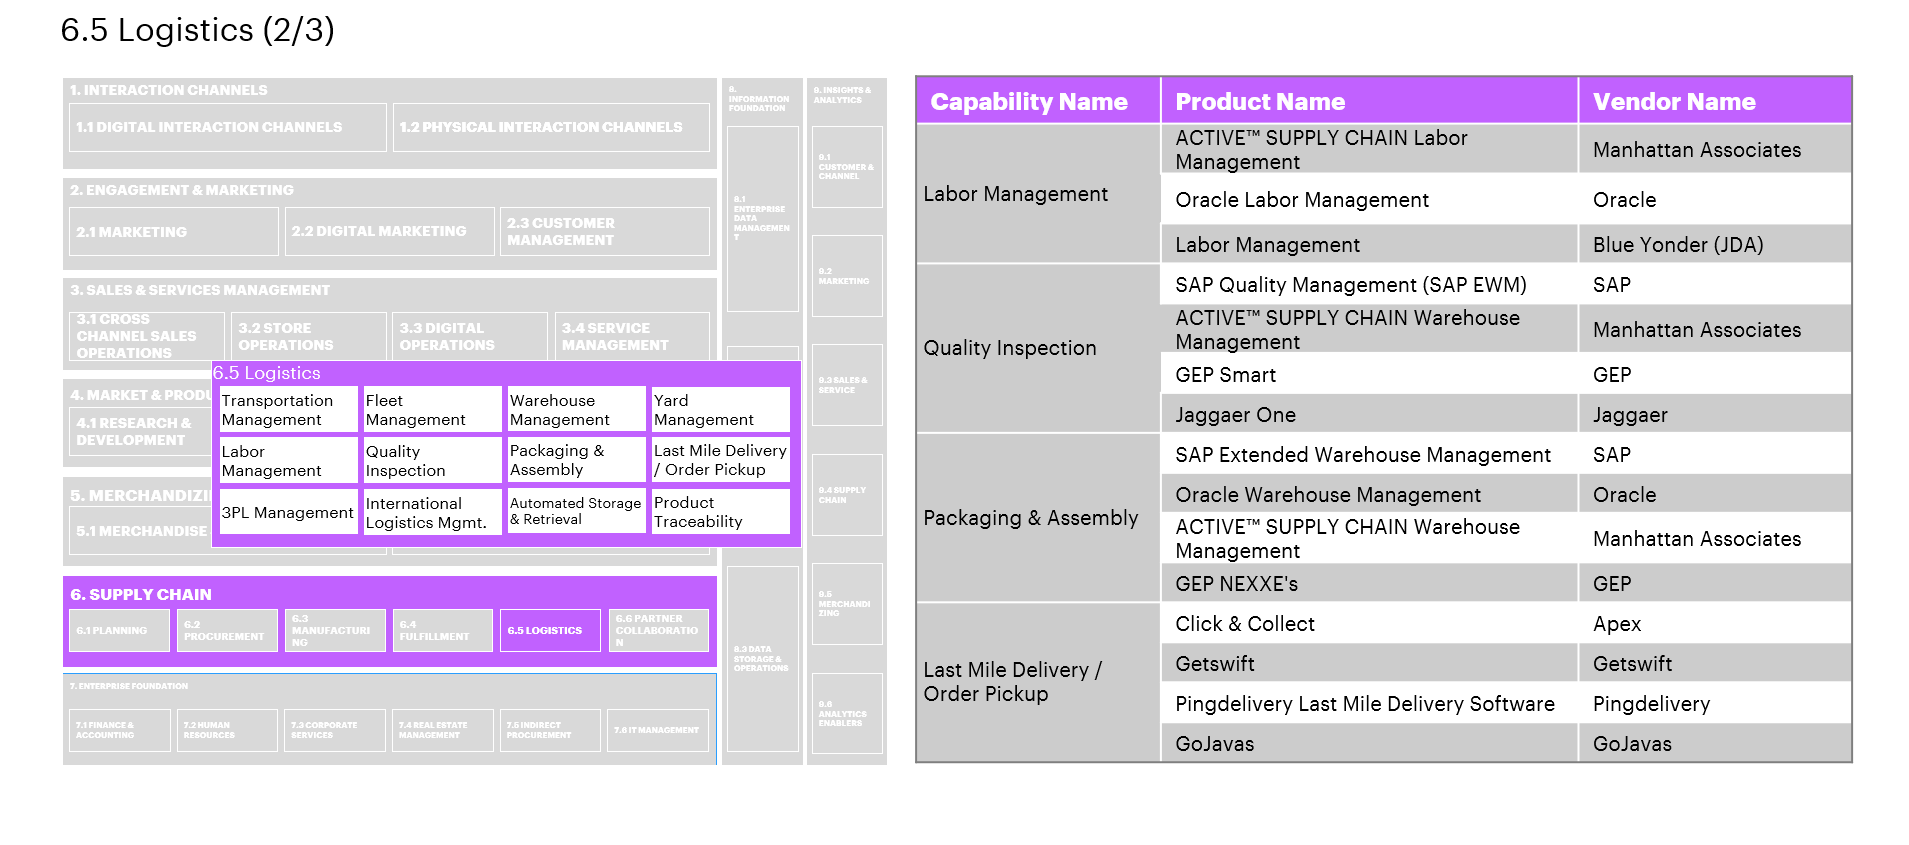 6.5 Logistics (2/3)
1. INTERACTION CHANNELS
1.1 DIGITAL INTERACTION CHANNELS
1.2 PHYSICAL INTERACTION CHANNELS
2. ENGAGEMENT & MARKETING
2.1 MARKETING
2.2 DIGITAL MARKETING
2.3 CUSTOMER
MANAGEMENT
3. SALES & SERVICES MANAGEMENT
3.1 CROSS
CHANNEL SALES
OPERATIONS
3.2 STORE
OPERATIONS
3.3 DIGITAL
OPERATIONS
3.4 SERVICE
MANAGEMENT
4. MARKET & PRODU
4.1 RESEARCH &
DEVELOPMENT
5. MERCHANDIZI
5.1 MERCHANDISE
6.5 Logistics
Transportation
Management
Fleet
Management
Warehouse
Management
Yard
Management
Labor
Management
Quality
Inspection
Packaging &
Assembly
Last Mile Delivery
/ Order Pickup
3PL Management
International
Logistics Mgmt.
Automated Storage
& Retrieval
Product
Traceability
6. SUPPLY CHAIN
6.1 PLANNING
6.2
PROCUREMENT
6.3
MANUFACTURI
NG
6.4
FULFILLMENT
6.5 LOGISTICS
6.6 PARTNER
COLLABORATIO
N
7. ENTERPRISE FOUNDATION
7.1 FINANCE &
ACCOUNTING
7.2 HUMAN
RESOURCES
7.3 CORPORATE
SERVICES
7.4 REAL ESTATE
MANAGEMENT
7.5 INDIRECT
PROCUREMENT
7.6 IT MANAGEMENT
8.
INFORMATION
FOUNDATION
8.1
ENTERPRISE
DATA
MANAGEMEN
T
8.3 DATA
STORAGE &
OPERATIONS
9. INSIGHTS &
ANALYTICS
9.1
CUSTOMER &
CHANNEL
9.2
MARKETING
9.3 SALES &
SERVICE
9.4 SUPPLY
CHAIN
9.5
MERCHANDI
ZING
9.6
ANALYTICS
ENABLERS
Capability Name Product Name Vendor Name
Labor Management
ACTIVE™ SUPPLY CHAIN Labor
Management
Manhattan Associates
Oracle Labor Management Oracle
Labor Management Blue Yonder (JDA)
Quality Inspection
SAP Quality Management (SAP EWM) SAP
ACTIVE™ SUPPLY CHAIN Warehouse
Management
Manhattan Associates
GEP Smart GEP
Jaggaer One Jaggaer
Packaging & Assembly
SAP Extended Warehouse Management SAP
Oracle Warehouse Management Oracle
ACTIVE™ SUPPLY CHAIN Warehouse
Management
Manhattan Associates
GEP NEXXE's GEP
Last Mile Delivery /
Order Pickup
Click & Collect Apex
Getswift Getswift
Pingdelivery Last Mile Delivery Software Pingdelivery
GoJavas GoJavas